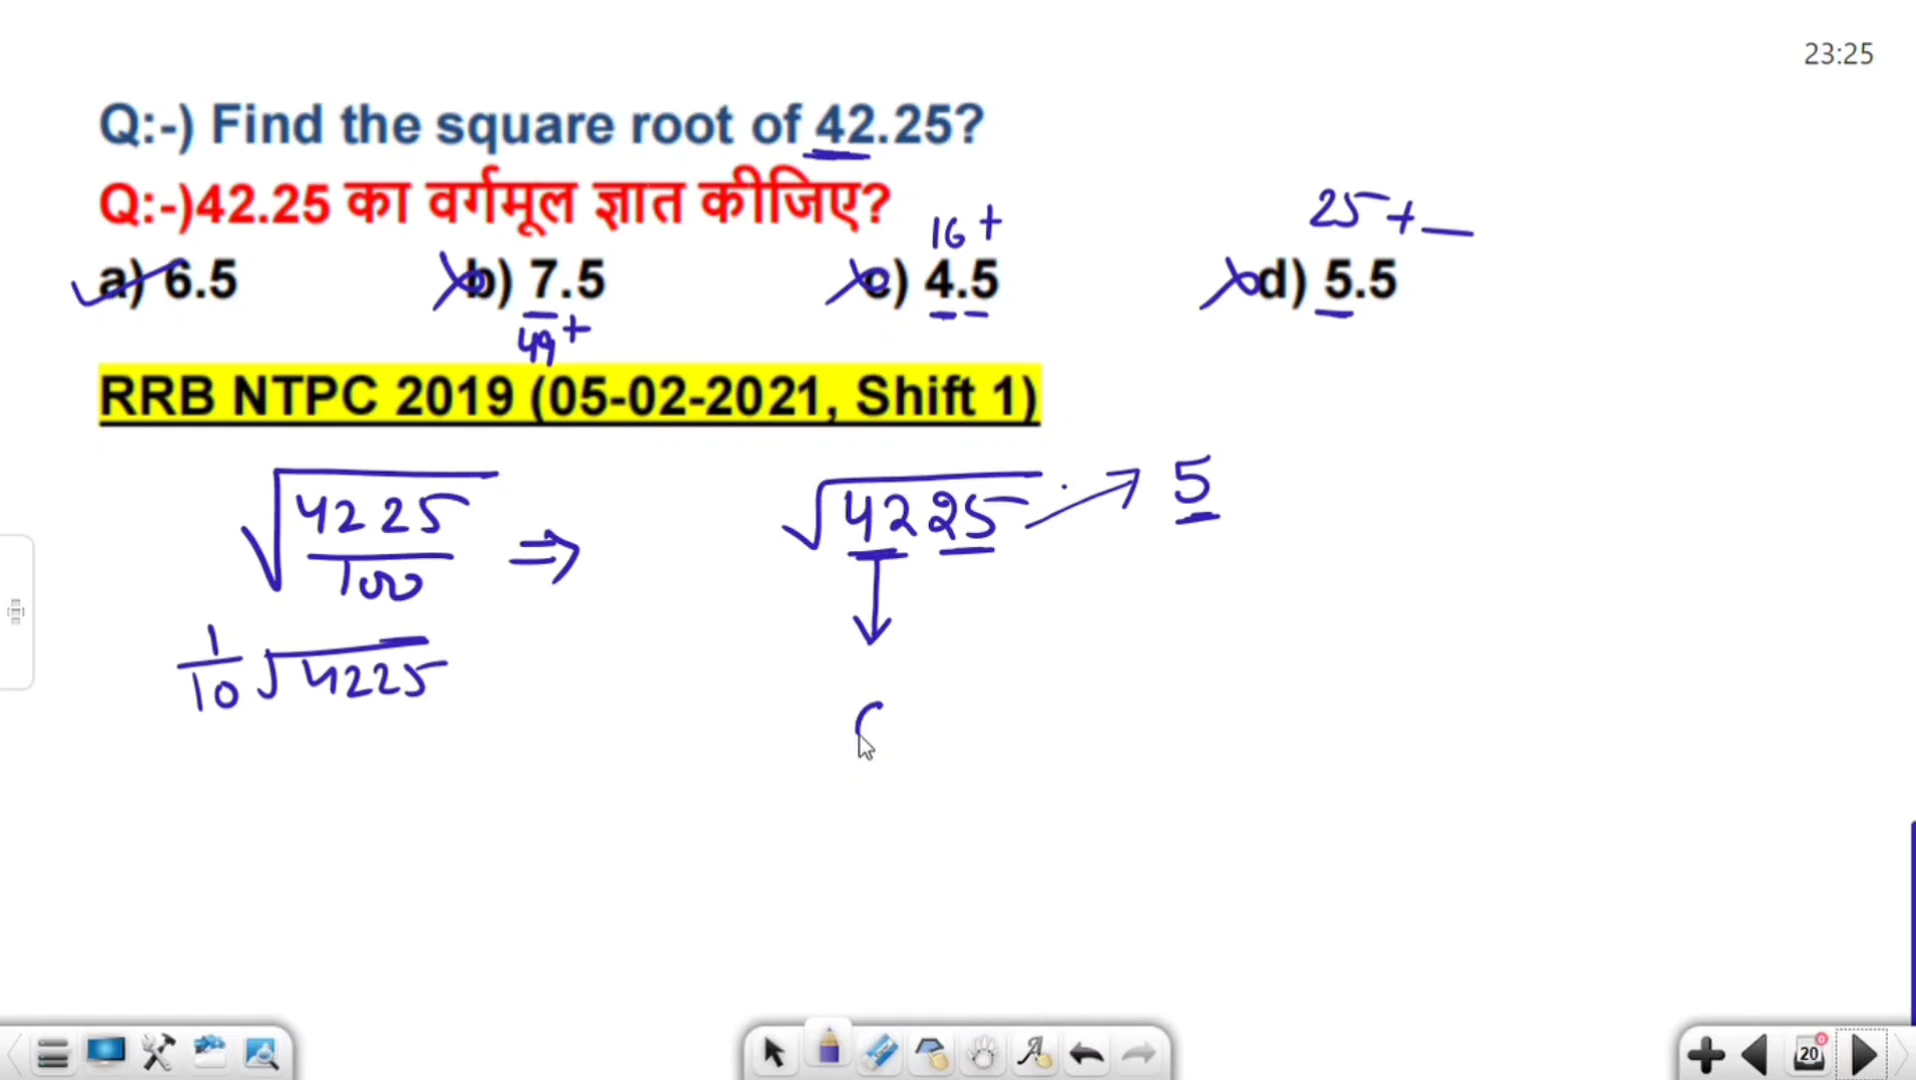 23:25
Q:-) Find the square root of 42.25?
Q:-)42.25 का वर्गमूल ज्ञात कीजिए?
16+
25+
a) 6.5 b) 7.5 c) 4.5 d) 5.5
49+
RRB NTPC 2019 (05-02-2021, Shift 1)
√4225/100 ⇒ √4225 → 5
1/10 √4225
20